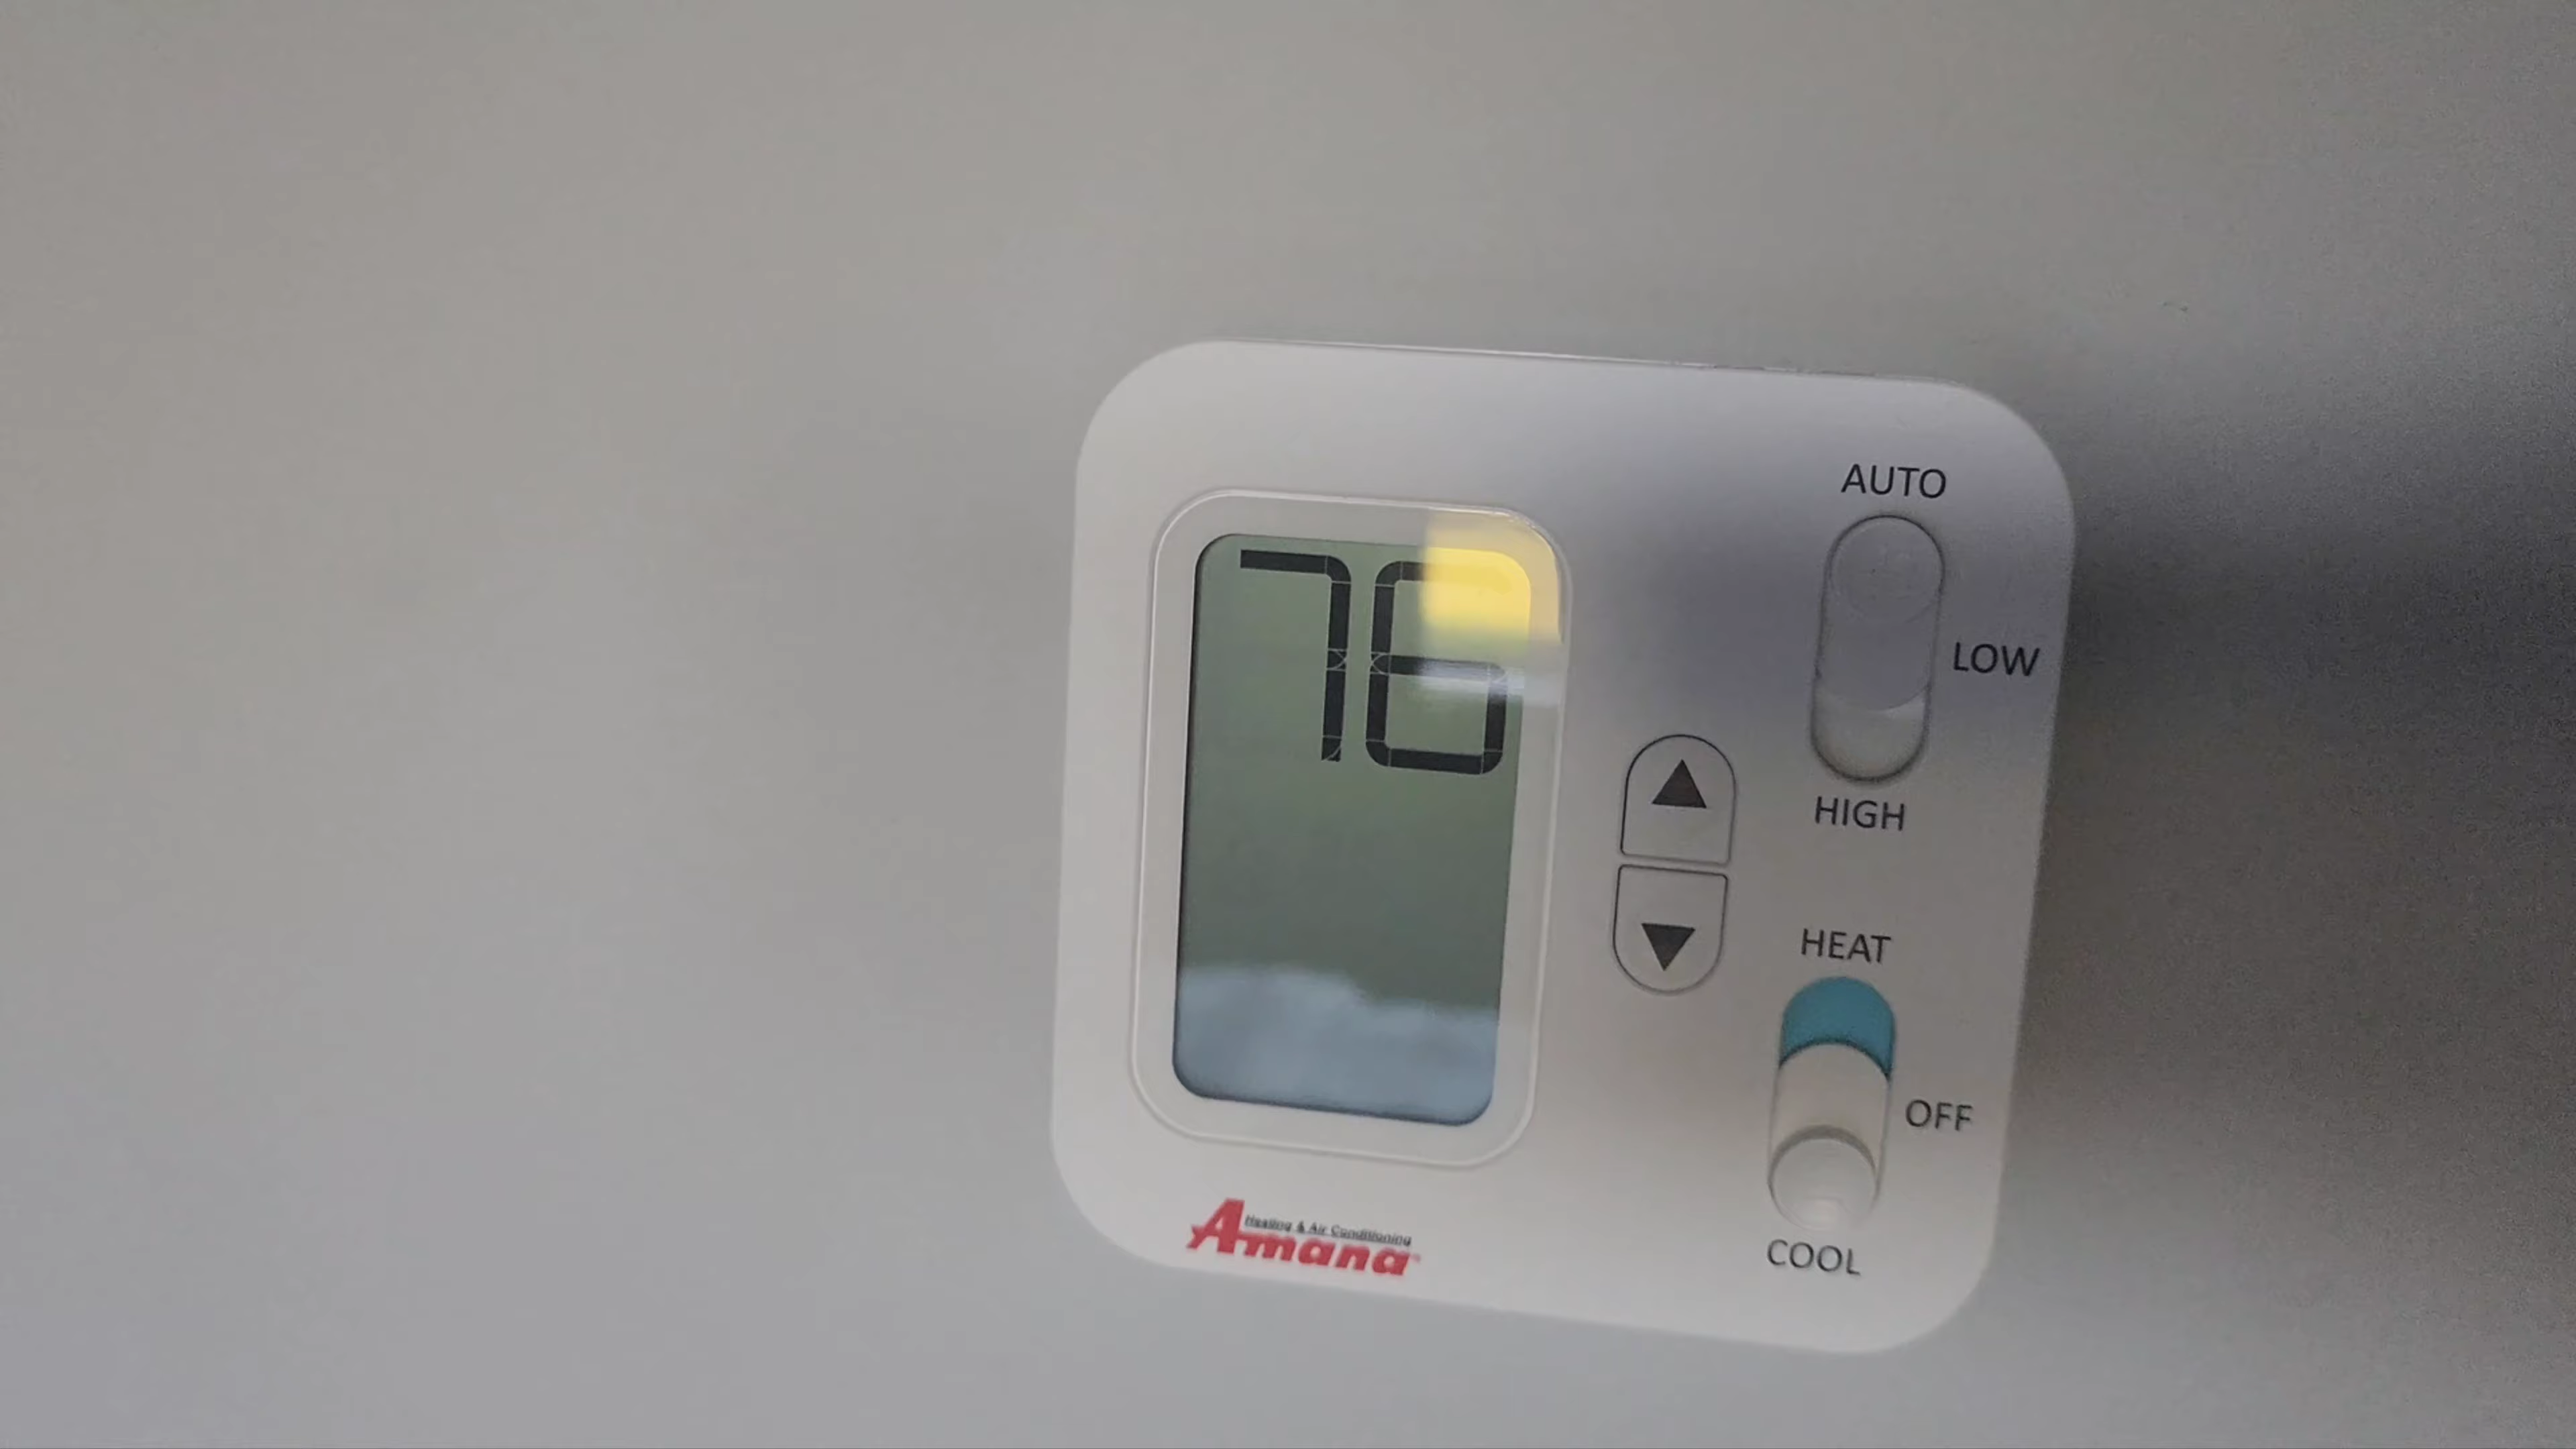 76
AUTO
LOW
HIGH
HEAT
OFF
COOL
Heating & Air Conditioning
Amana